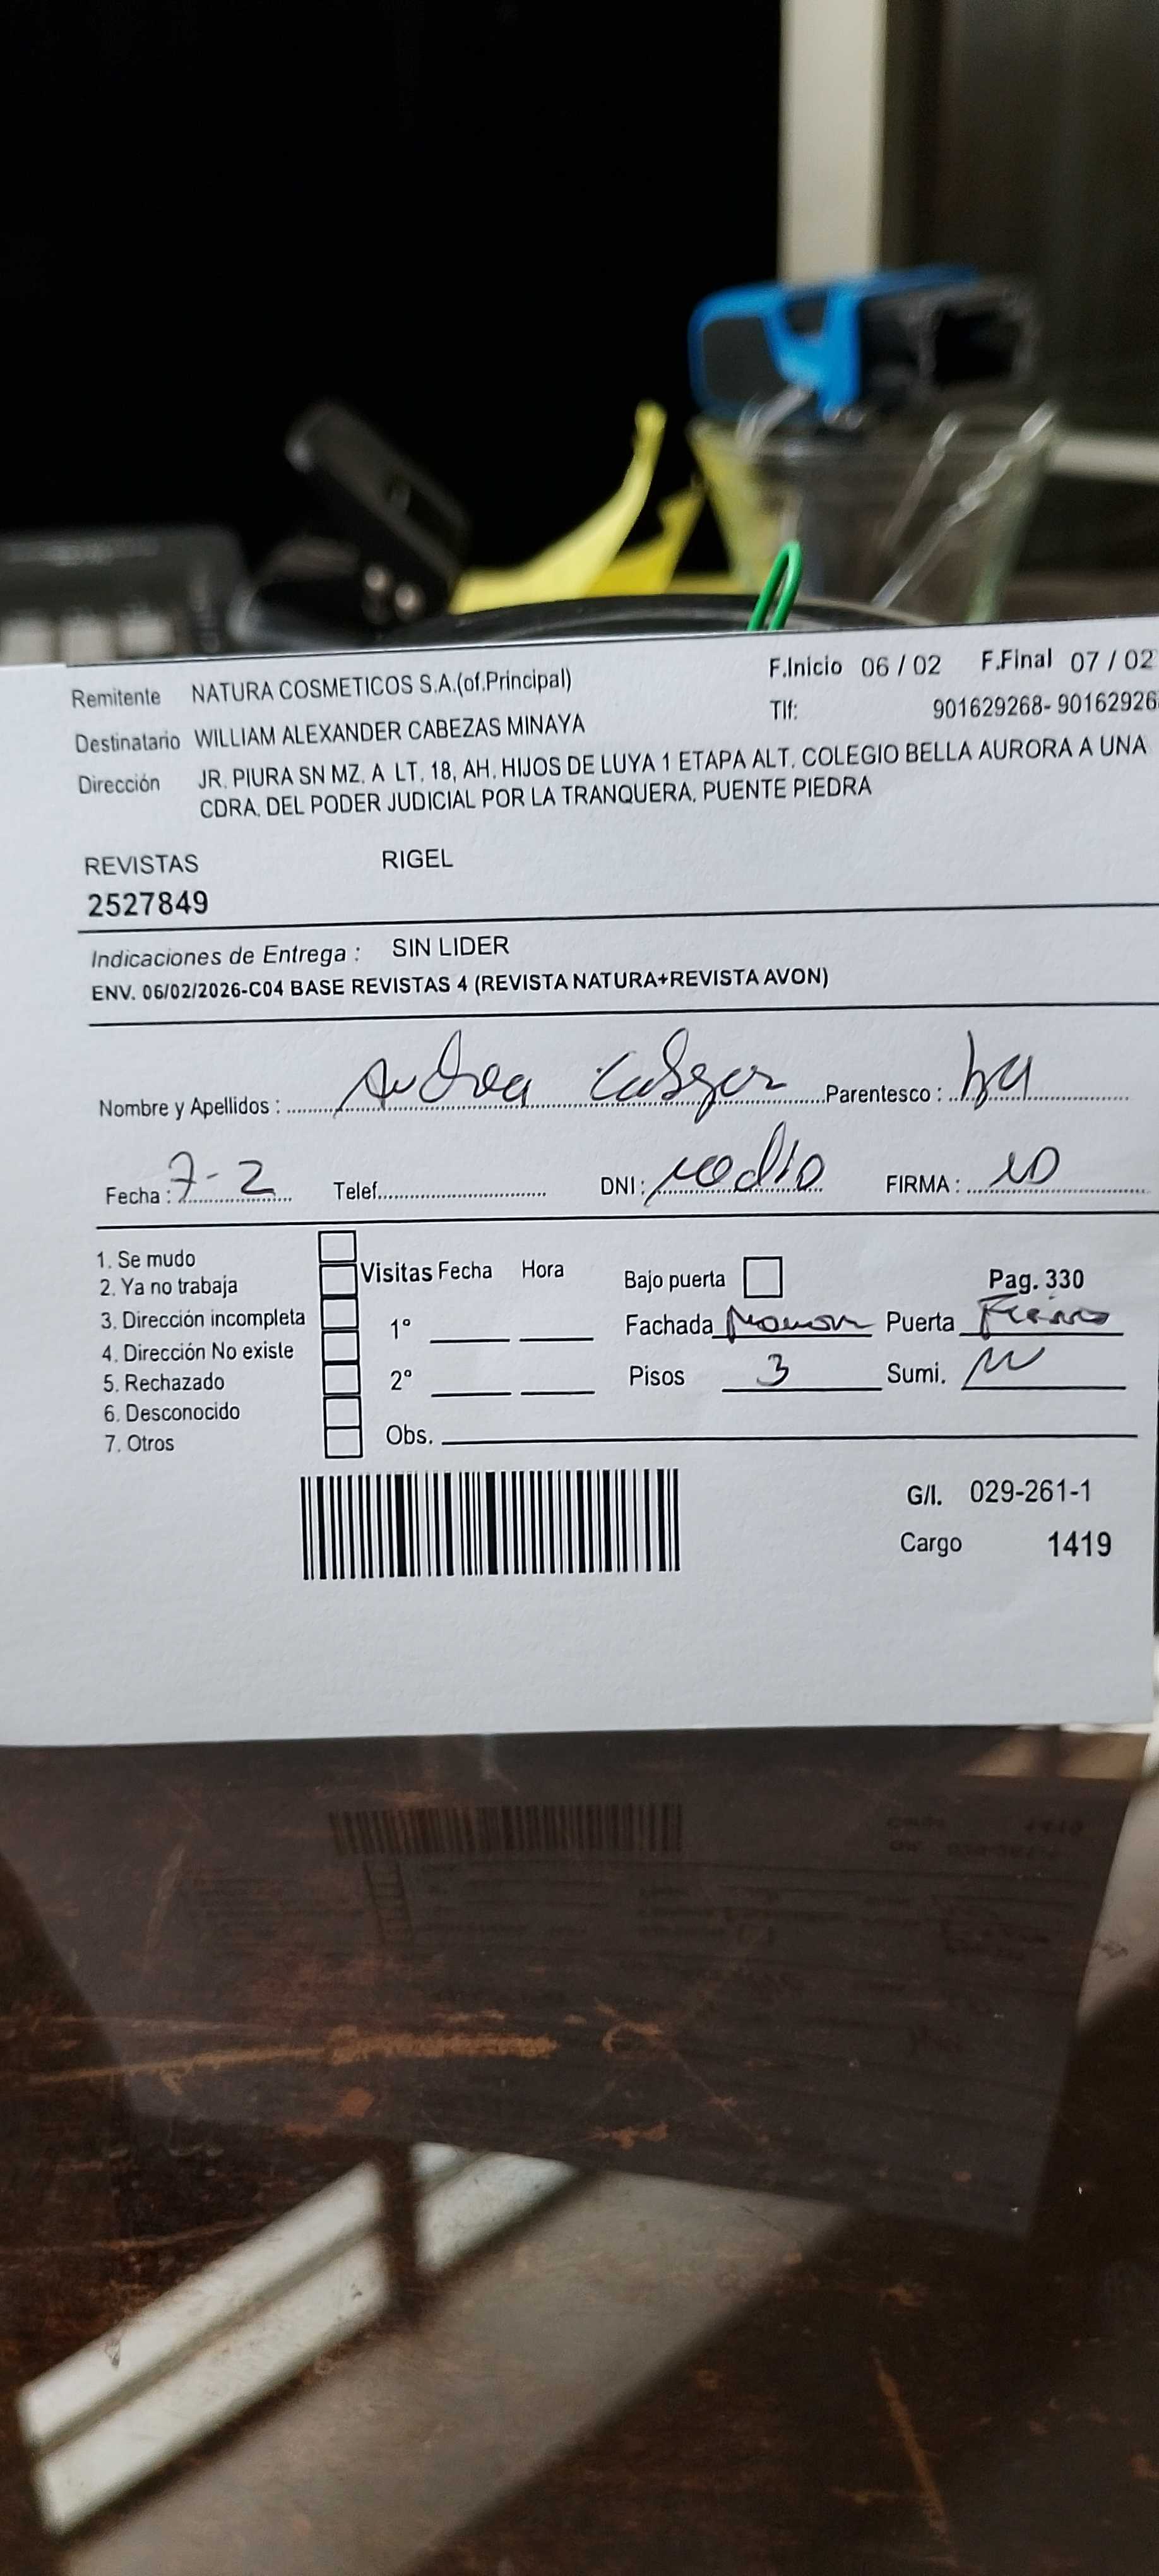 Remitente NATURA COSMETICOS S.A.(of.Principal) F.Inicio 06 / 02 F.Final 07 / 02
Destinatario WILLIAM ALEXANDER CABEZAS MINAYA Tlf: 901629268- 90162926
Dirección JR. PIURA SN MZ. A LT. 18, AH. HIJOS DE LUYA 1 ETAPA ALT. COLEGIO BELLA AURORA A UNA
CDRA. DEL PODER JUDICIAL POR LA TRANQUERA, PUENTE PIEDRA
REVISTAS RIGEL
2527849
Indicaciones de Entrega : SIN LIDER
ENV. 06/02/2026-C04 BASE REVISTAS 4 (REVISTA NATURA+REVISTA AVON)
Nombre y Apellidos : Andrea Parentesco :
Fecha : 7-2 Telef. DNI: FIRMA :
1. Se mudo
2. Ya no trabaja Visitas Fecha Hora Bajo puerta Pag. 330
3. Dirección incompleta 1° Fachada Puerta
4. Dirección No existe
5. Rechazado 2° Pisos 3 Sumi.
6. Desconocido
7. Otros Obs.
G/I. 029-261-1
Cargo 1419